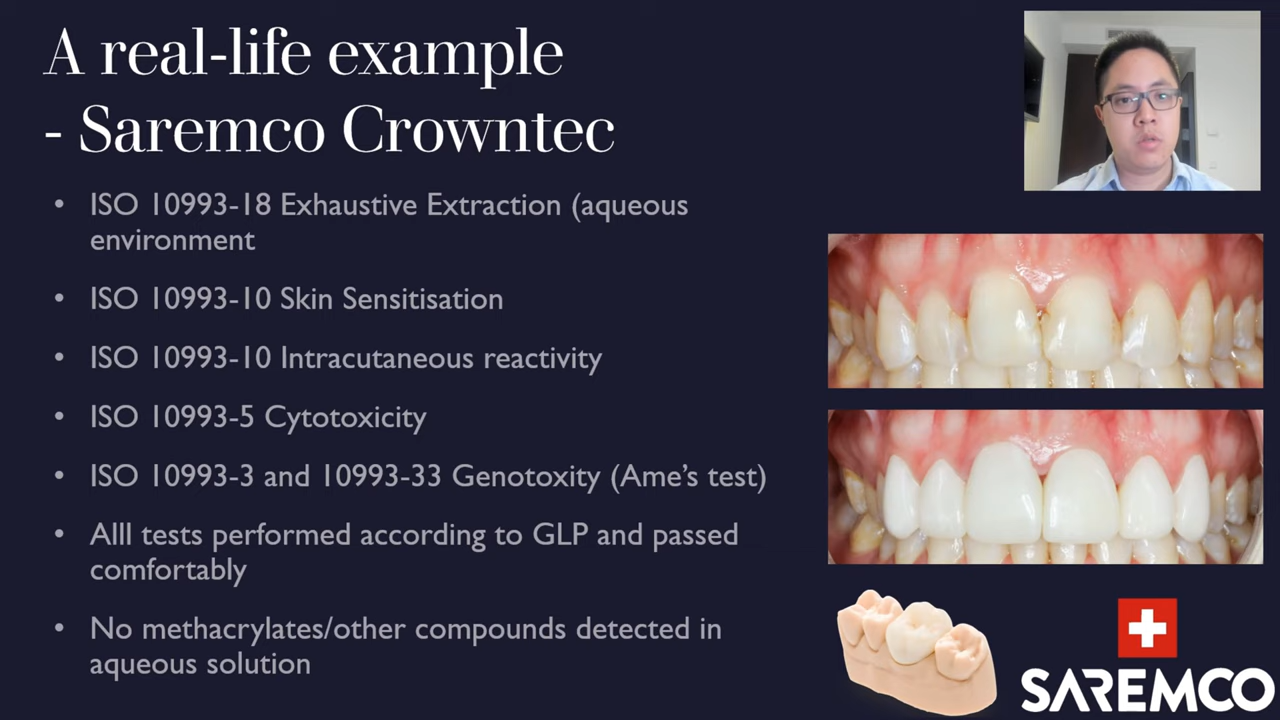 A real-life example
- Saremco Crowntec
• ISO 10993-18 Exhaustive Extraction (aqueous
environment
• ISO 10993-10 Skin Sensitisation
• ISO 10993-10 Intracutaneous reactivity
• ISO 10993-5 Cytotoxicity
• ISO 10993-3 and 10993-33 Genotoxity (Ame's test)
• Alll tests performed according to GLP and passed
comfortably
• No methacrylates/other compounds detected in
aqueous solution
SAREMCO